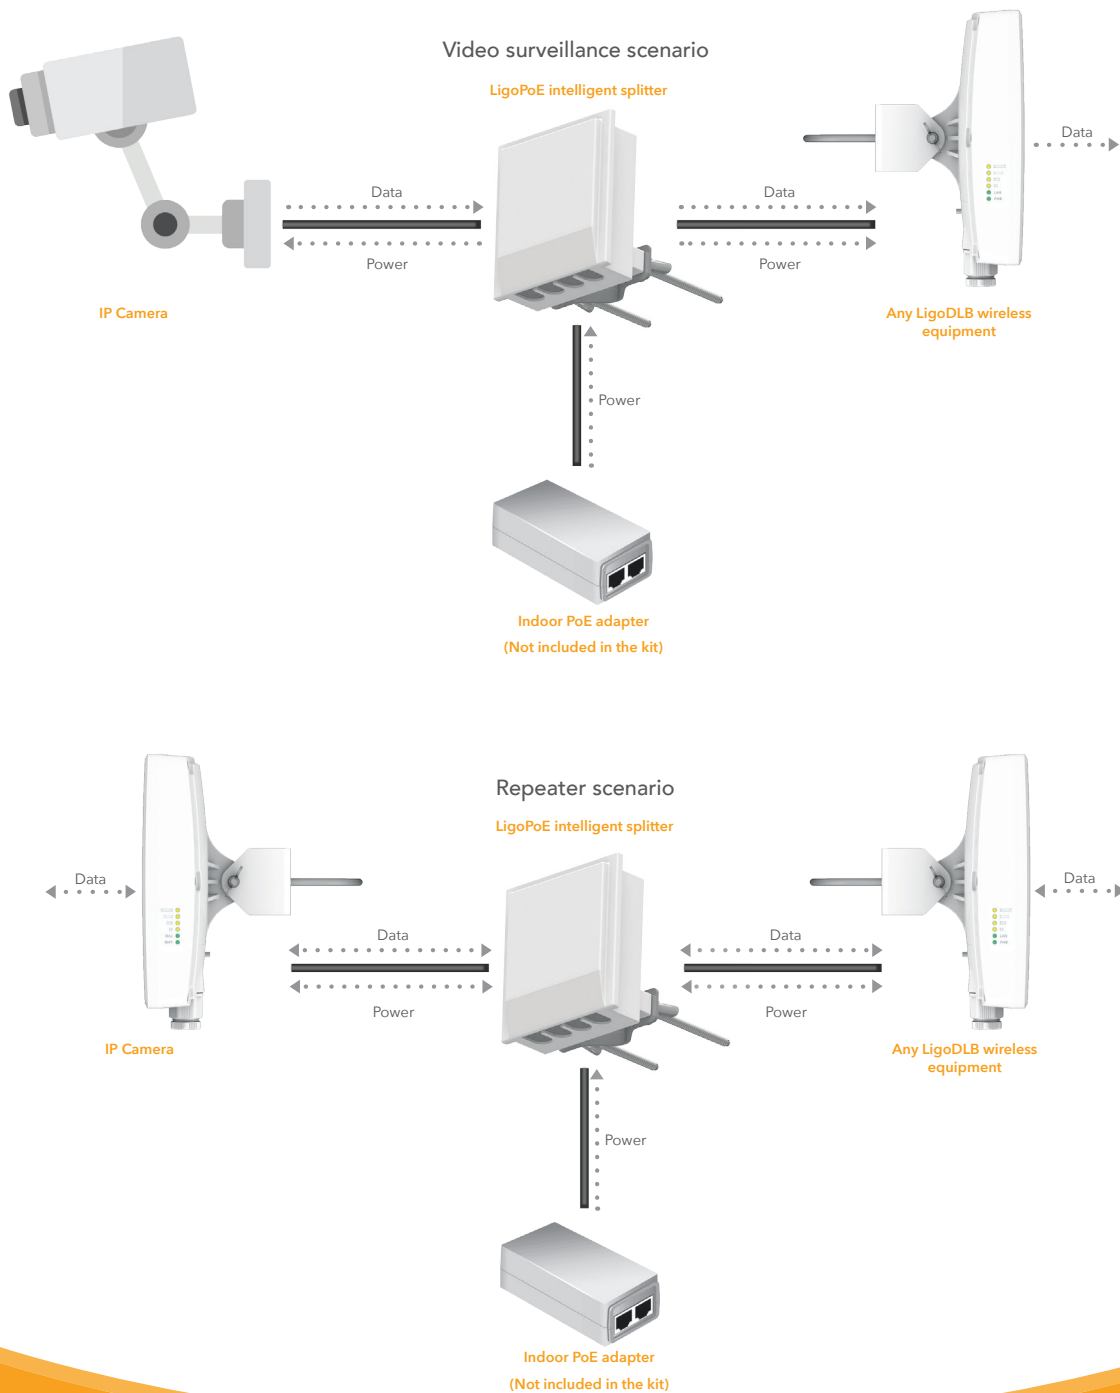 Video surveillance scenario
LigoPoE intelligent splitter
Data
Data
Data
Power
Power
IP Camera
Any LigoDLB wireless
equipment
Power
Indoor PoE adapter
(Not included in the kit)
Repeater scenario
LigoPoE intelligent splitter
Data
Data
Data
Data
Power
Power
IP Camera
Any LigoDLB wireless
equipment
Power
Indoor PoE adapter
(Not included in the kit)